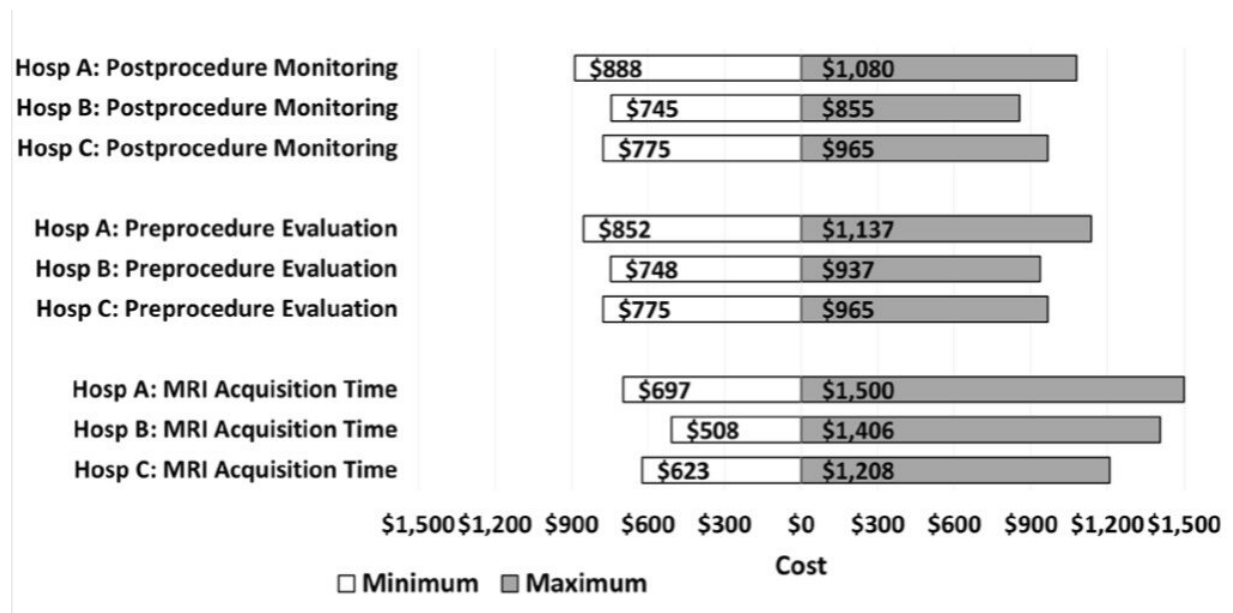 Hosp A: Postprocedure Monitoring $888 $1,080
Hosp B: Postprocedure Monitoring $745 $855
Hosp C: Postprocedure Monitoring $775 $965
Hosp A: Preprocedure Evaluation $852 $1,137
Hosp B: Preprocedure Evaluation $748 $937
Hosp C: Preprocedure Evaluation $775 $965
Hosp A: MRI Acquisition Time $697 $1,500
Hosp B: MRI Acquisition Time $508 $1,406
Hosp C: MRI Acquisition Time $623 $1,208
$1,500 $1,200 $900 $600 $300 $0 $300 $600 $900 $1,200 $1,500
Cost
Minimum Maximum